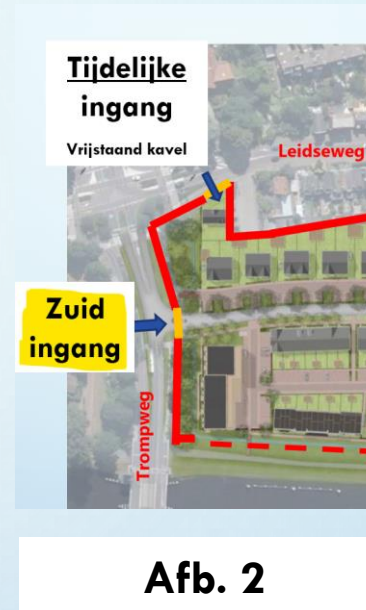 Tijdelijke
ingang
Vrijstaand kavel
Leidseweg
Zuid
ingang
Trompweg
Afb. 2